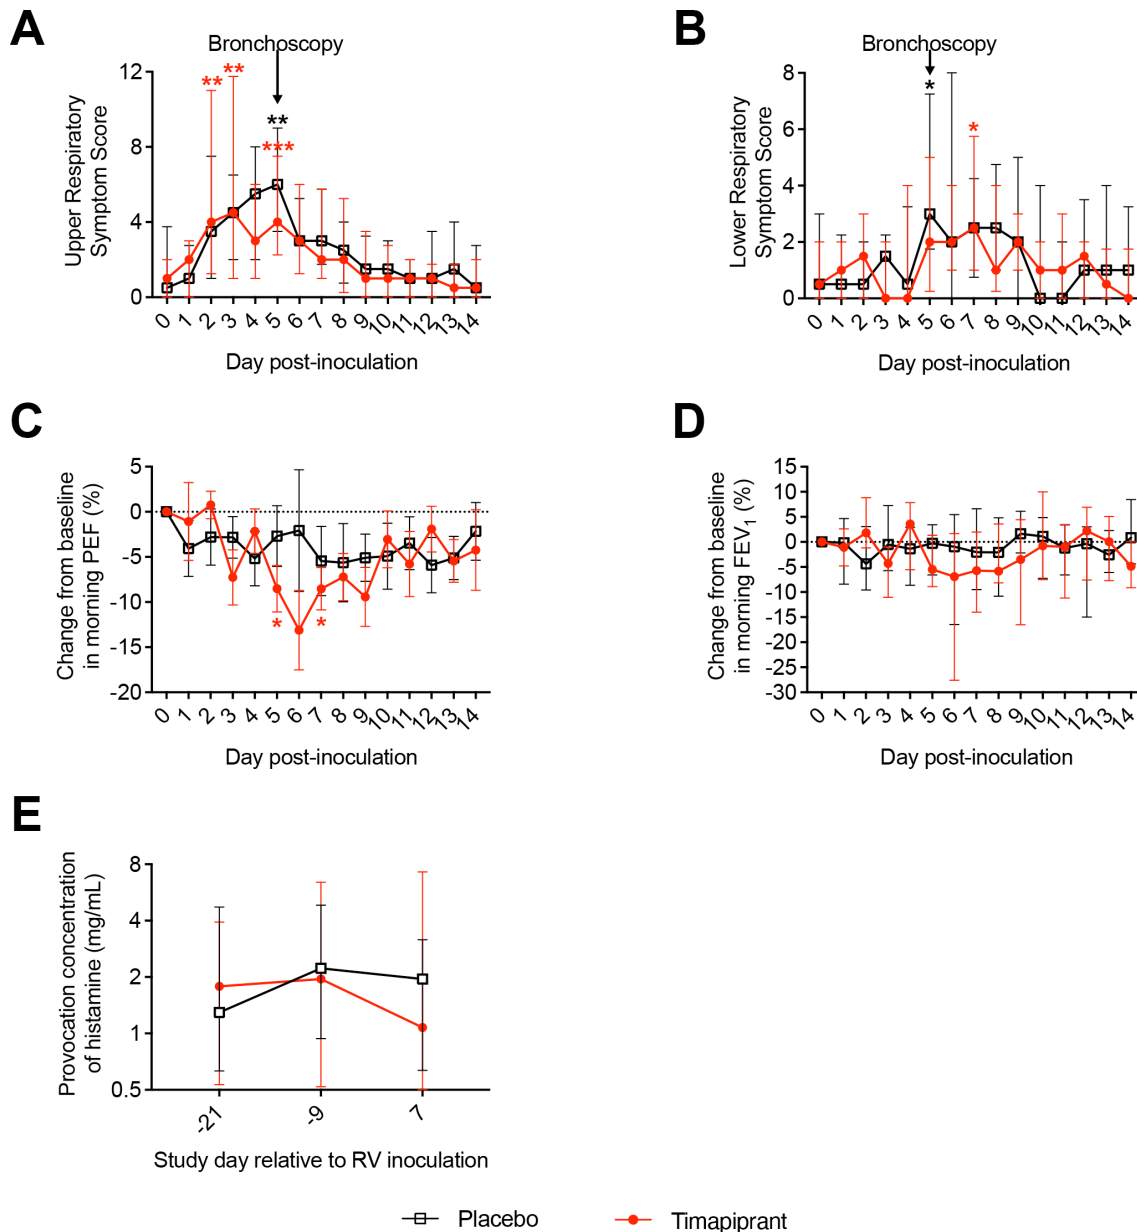 A
Bronchoscopy
Upper Respiratory
Symptom Score
12
8
4
0
**
**
**
***
0 1 2 3 4 5 6 7 8 9 10 11 12 13 14
Day post-inoculation
B
Bronchoscopy
Lower Respiratory
Symptom Score
8
6
4
2
0
*
*
0 1 2 3 4 5 6 7 8 9 10 11 12 13 14
Day post-inoculation
C
Change from baseline
in morning PEF (%)
5
0
-5
-10
-15
-20
*
*
0 1 2 3 4 5 6 7 8 9 10 11 12 13 14
Day post-inoculation
D
Change from baseline
in morning FEV1 (%)
15
10
5
0
-5
-10
-15
-20
-25
-30
0 1 2 3 4 5 6 7 8 9 10 11 12 13 14
Day post-inoculation
E
Provocation concentration
of histamine (mg/mL)
8
4
2
1
0.5
-21 -9 7
Study day relative to RV inoculation
Placebo Timapiprant